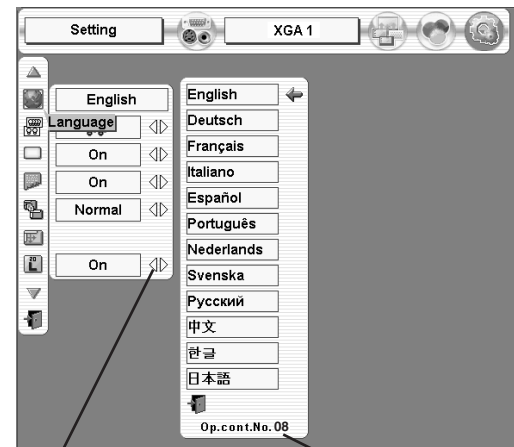 Setting
XGA 1
English
Language
On
On
Normal
On
English
Deutsch
Français
Italiano
Español
Português
Nederlands
Svenska
Русский
中文
한글
日本語
Op.cont.No. 08